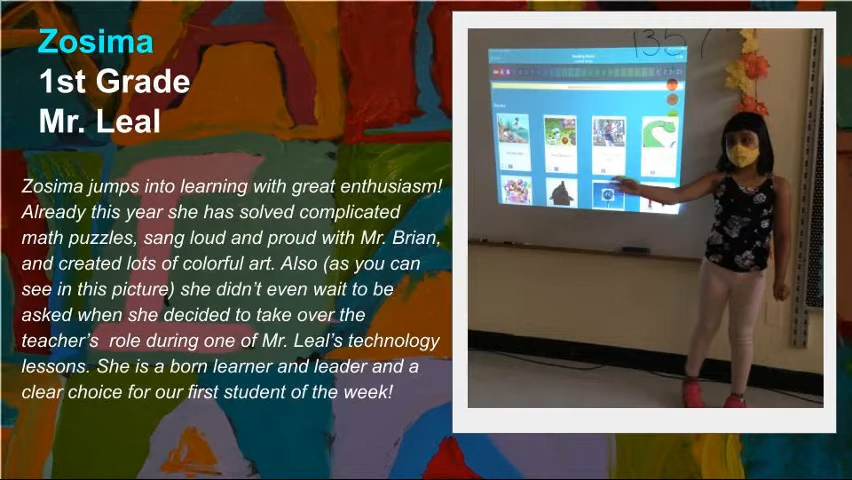 Zosima
1st Grade
Mr. Leal
Zosima jumps into learning with great enthusiasm!
Already this year she has solved complicated
math puzzles, sang loud and proud with Mr. Brian,
and created lots of colorful art. Also (as you can
see in this picture) she didn’t even wait to be
asked when she decided to take over the
teacher’s  role during one of Mr. Leal’s technology
lessons. She is a born learner and leader and a
clear choice for our first student of the week!
1357